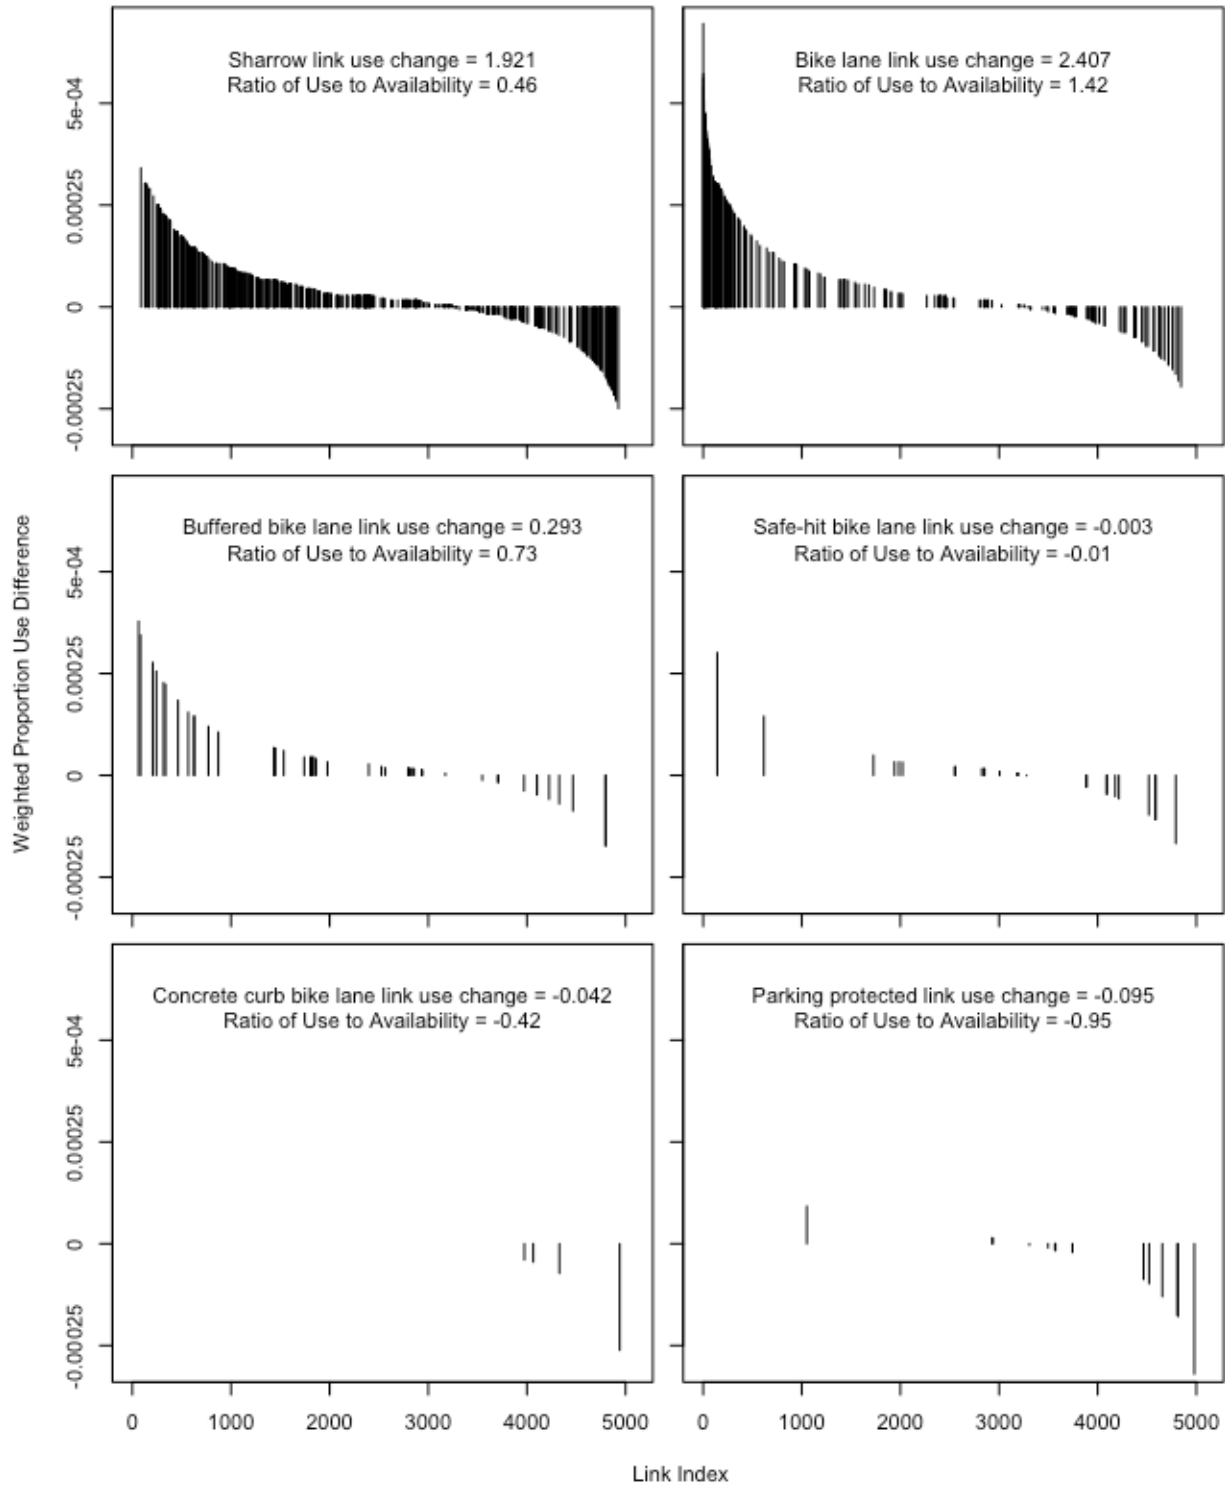 Sharrow link use change = 1.921
Ratio of Use to Availability = 0.46
5e-04
0.00025
0
-0.00025
Bike lane link use change = 2.407
Ratio of Use to Availability = 1.42
Weighted Proportion Use Difference
Buffered bike lane link use change = 0.293
Ratio of Use to Availability = 0.73
5e-04
0.00025
0
-0.00025
Safe-hit bike lane link use change = -0.003
Ratio of Use to Availability = -0.01
Concrete curb bike lane link use change = -0.042
Ratio of Use to Availability = -0.42
5e-04
0.00025
0
-0.00025
0 1000 2000 3000 4000 5000
Parking protected link use change = -0.095
Ratio of Use to Availability = -0.95
0 1000 2000 3000 4000 5000
Link Index